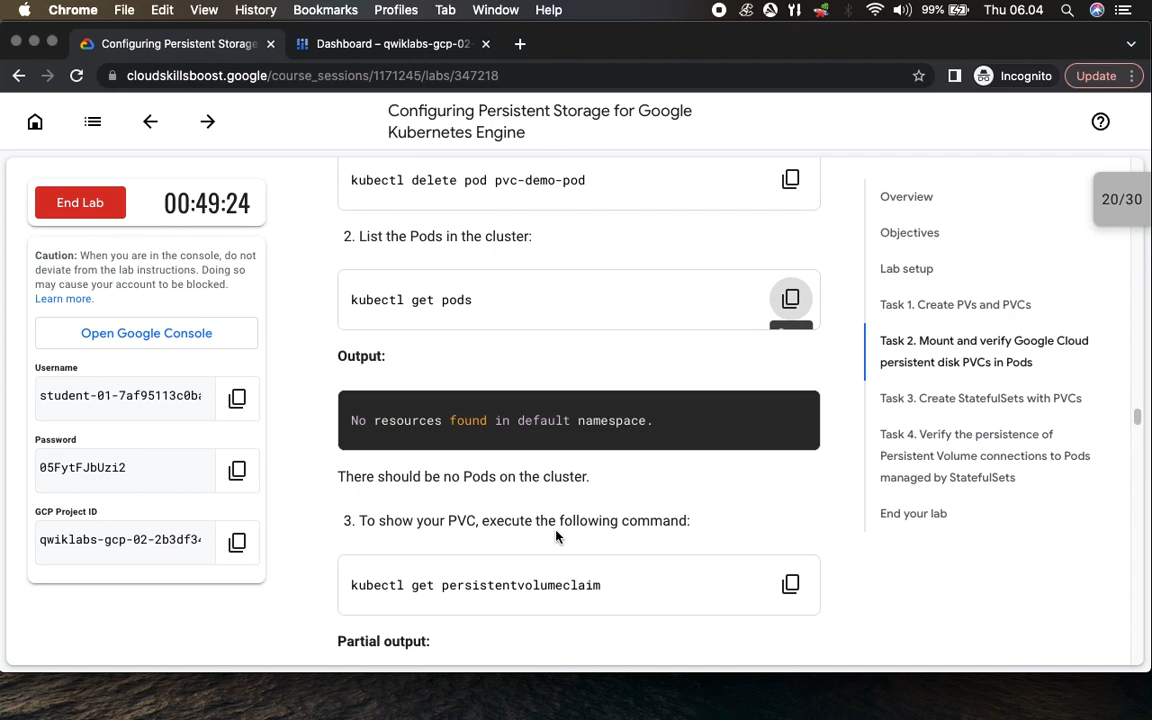 Chrome File Edit View History Bookmarks Profiles Tab Window Help 99% Thu 06.04
Configuring Persistent Storage
Dashboard – qwiklabs-gcp-02-
cloudskillsboost.google/course_sessions/1171245/labs/347218
Incognito
Update
Configuring Persistent Storage for Google
Kubernetes Engine
End Lab
00:49:24
Caution: When you are in the console, do not
deviate from the lab instructions. Doing so
may cause your account to be blocked.
Learn more.
Open Google Console
Username
student-01-7af95113c0ba
Password
05FytFJbUzi2
GCP Project ID
qwiklabs-gcp-02-2b3df34
kubectl delete pod pvc-demo-pod
2. List the Pods in the cluster:
kubectl get pods
Output:
No resources found in default namespace.
There should be no Pods on the cluster.
3. To show your PVC, execute the following command:
kubectl get persistentvolumeclaim
Partial output:
20/30
Overview
Objectives
Lab setup
Task 1. Create PVs and PVCs
Task 2. Mount and verify Google Cloud
persistent disk PVCs in Pods
Task 3. Create StatefulSets with PVCs
Task 4. Verify the persistence of
Persistent Volume connections to Pods
managed by StatefulSets
End your lab